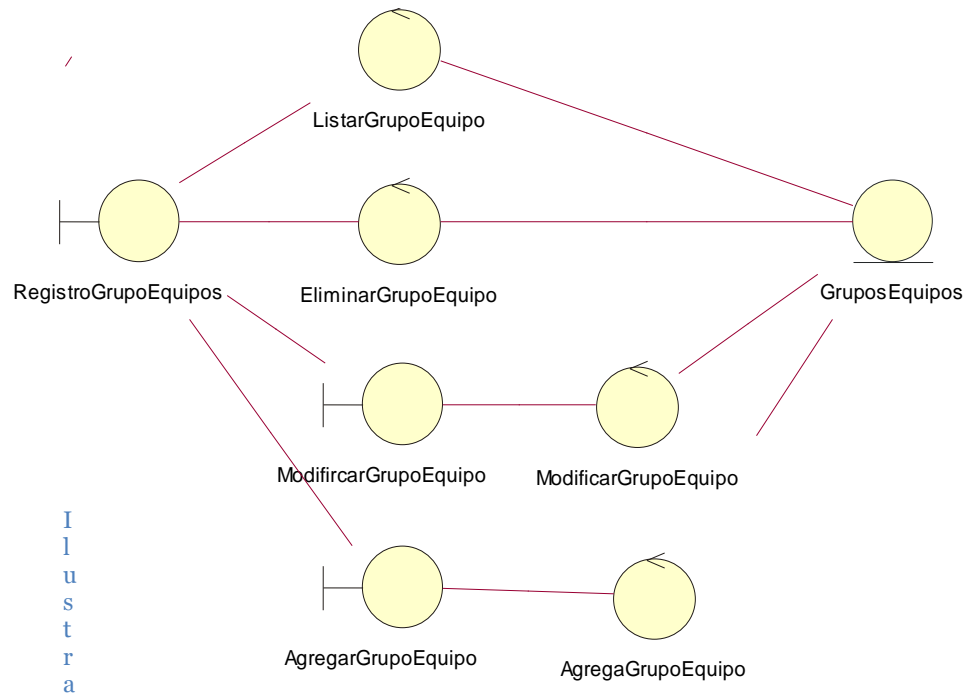 ListarGrupoEquipo
RegistroGrupoEquipos
EliminarGrupoEquipo
GruposEquipos
ModifircarGrupoEquipo
ModificarGrupoEquipo
AgregarGrupoEquipo
AgregaGrupoEquipo
I
l
u
s
t
r
a